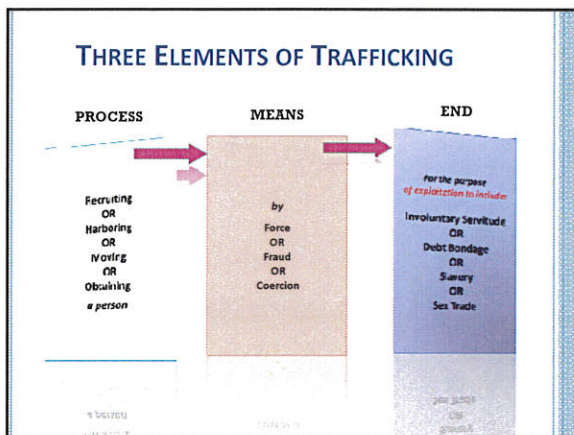 THREE ELEMENTS OF TRAFFICKING
PROCESS
Recruiting
OR
Harboring
OR
Moving
OR
Obtaining
a person
MEANS
by
Force
OR
Fraud
OR
Coercion
END
For the purpose
of exploitation to include:
Involuntary Servitude
OR
Debt Bondage
OR
Slavery
OR
Sex Trade